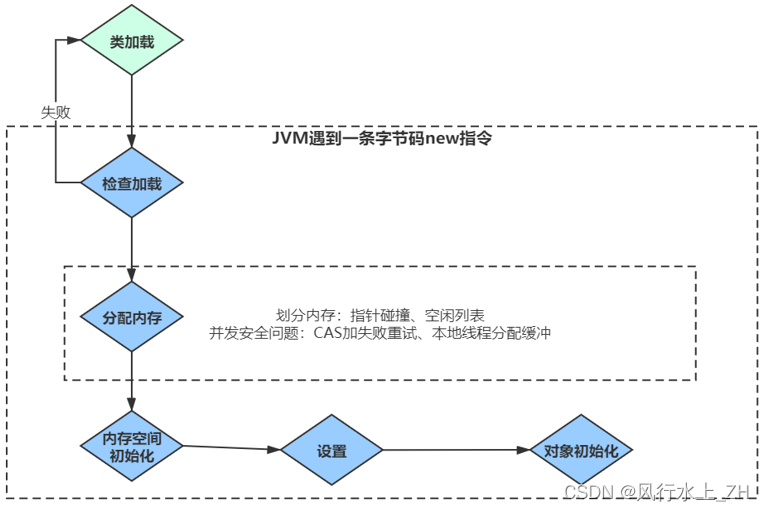 类加载
失败
JVM遇到一条字节码new指令
检查加载
分配内存
划分内存：指针碰撞、空闲列表
并发安全问题：CAS加失败重试、本地线程分配缓冲
内存空间
初始化
设置
对象初始化
CSDN @风行水上_ZH